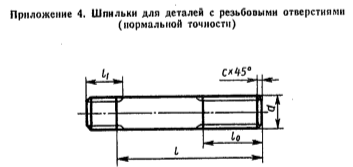 Приложение 4. Шпильки для деталей с резьбовыми отверстиями
(нормальной точности)
l₁
c×45°
d
l₀
l